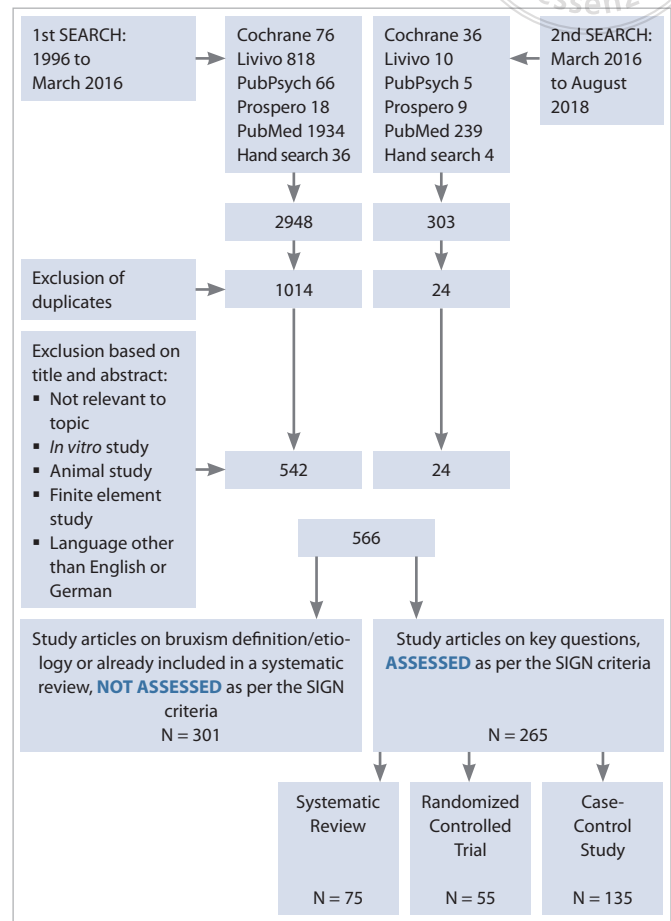 essenz
1st SEARCH:
1996 to
March 2016
Cochrane 76
Livivo 818
PubPsych 66
Prospero 18
PubMed 1934
Hand search 36
Cochrane 36
Livivo 10
PubPsych 5
Prospero 9
PubMed 239
Hand search 4
2nd SEARCH:
March 2016
to August
2018
2948
303
Exclusion of
duplicates
1014
24
Exclusion based on
title and abstract:
▪ Not relevant to
topic
▪ In vitro study
▪ Animal study
▪ Finite element
study
▪ Language other
than English or
German
542
24
566
Study articles on bruxism definition/etio-
logy or already included in a systematic
review, NOT ASSESSED as per the SIGN
criteria
N = 301
Study articles on key questions,
ASSESSED as per the SIGN criteria
N = 265
Systematic
Review
N = 75
Randomized
Controlled
Trial
N = 55
Case-
Control
Study
N = 135